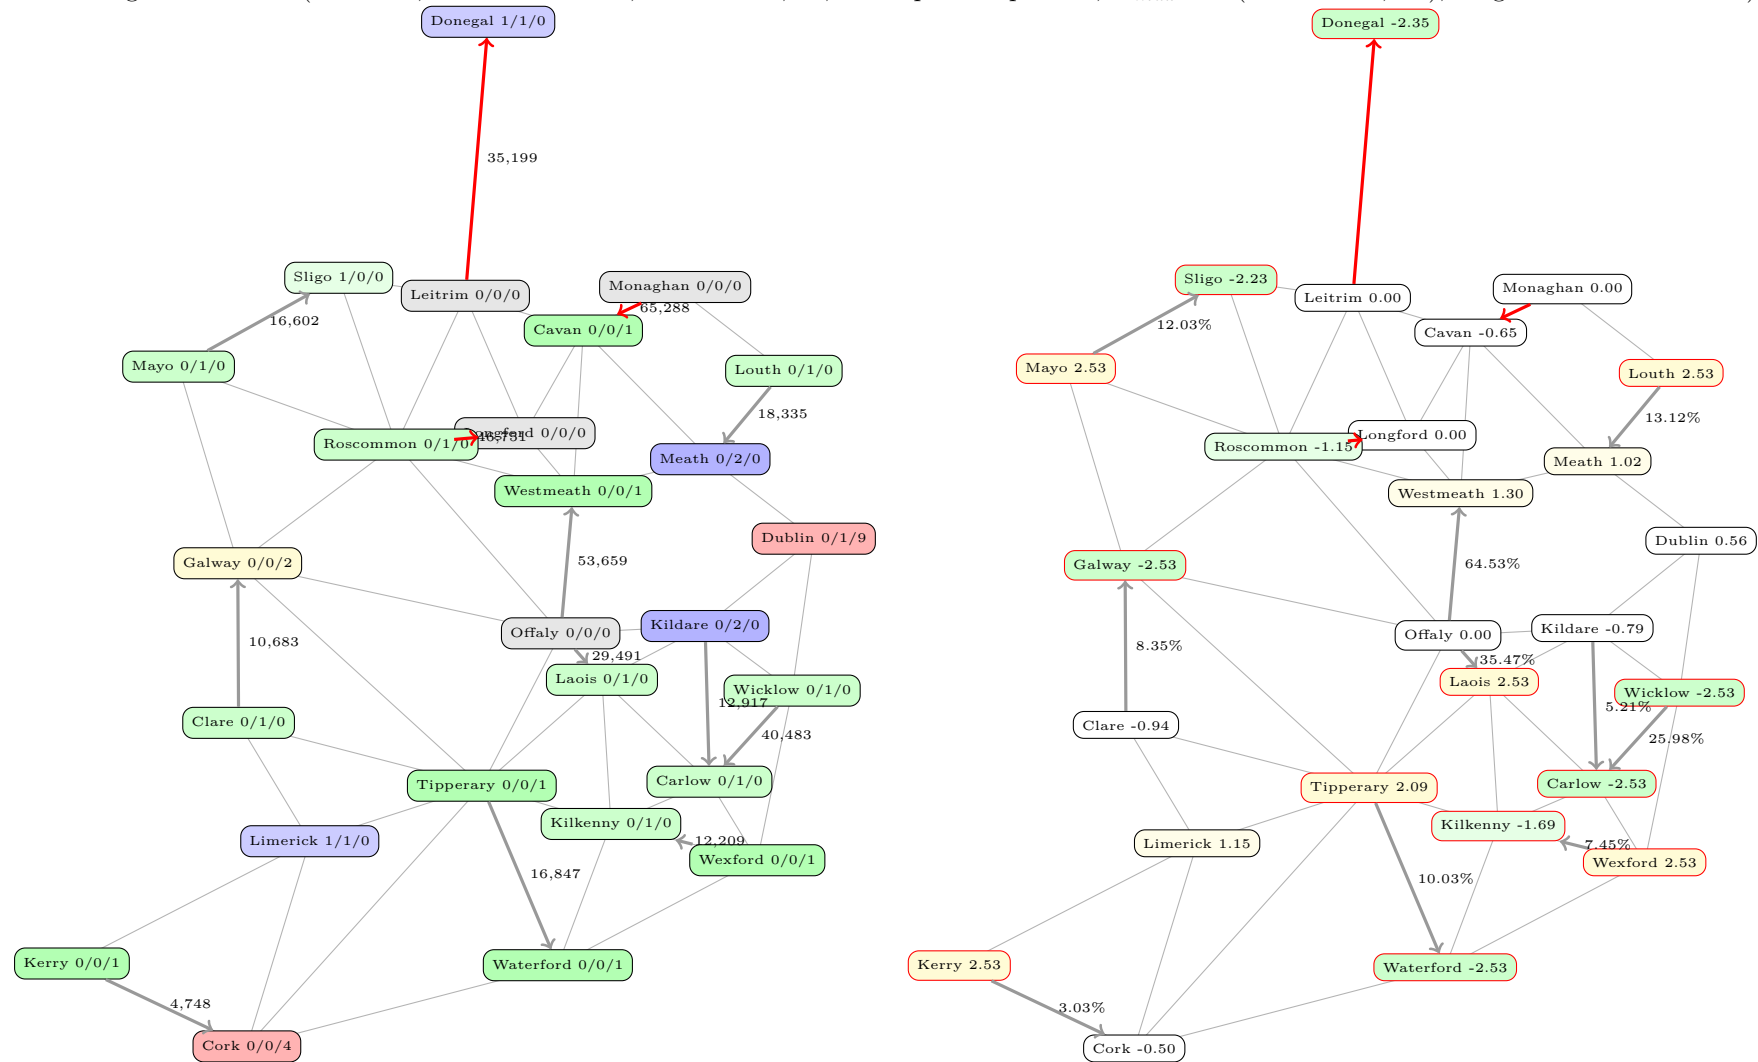 Donegal 1/1/0
35,199
Sligo 1/0/0
Leitrim 0/0/0
Monaghan 0/0/0
65,288
16,602
Cavan 0/0/1
Mayo 0/1/0
Louth 0/1/0
18,335
Roscommon 0/1/0
Longford 0/0/0
Meath 0/2/0
Westmeath 0/0/1
Dublin 0/1/9
Galway 0/0/2
53,659
Offaly 0/0/0
Kildare 0/2/0
10,683
29,491
Laois 0/1/0
Wicklow 0/1/0
12,917
Clare 0/1/0
40,483
Tipperary 0/0/1
Carlow 0/1/0
Kilkenny 0/1/0
Limerick 1/1/0
12,209
Wexford 0/0/1
16,847
Kerry 0/0/1
Waterford 0/0/1
4,748
Cork 0/0/4
Donegal -2.35
Sligo -2.23
Leitrim 0.00
Monaghan 0.00
12.03%
Cavan -0.65
Mayo 2.53
Louth 2.53
13.12%
Roscommon -1.15
Longford 0.00
Meath 1.02
Westmeath 1.30
Dublin 0.56
Galway -2.53
64.53%
Offaly 0.00
Kildare -0.79
8.35%
35.47%
Laois 2.53
Wicklow -2.53
5.21%
Clare -0.94
25.98%
Tipperary 2.09
Carlow -2.53
Kilkenny -1.69
Limerick 1.15
7.45%
Wexford 2.53
10.03%
Kerry 2.53
Waterford -2.53
3.03%
Cork -0.50